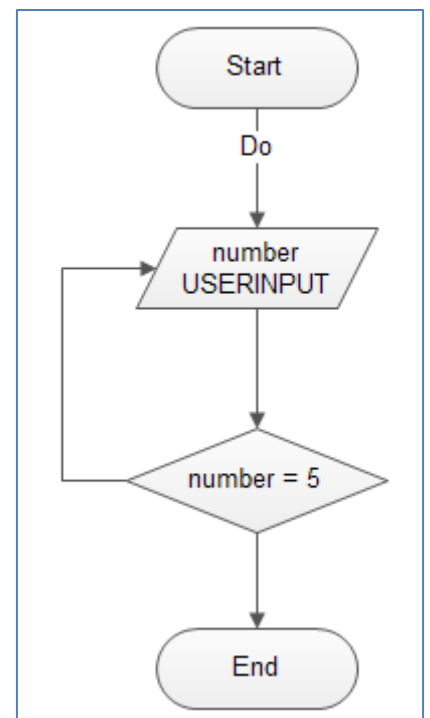 Start
Do
number
USERINPUT
number = 5
End